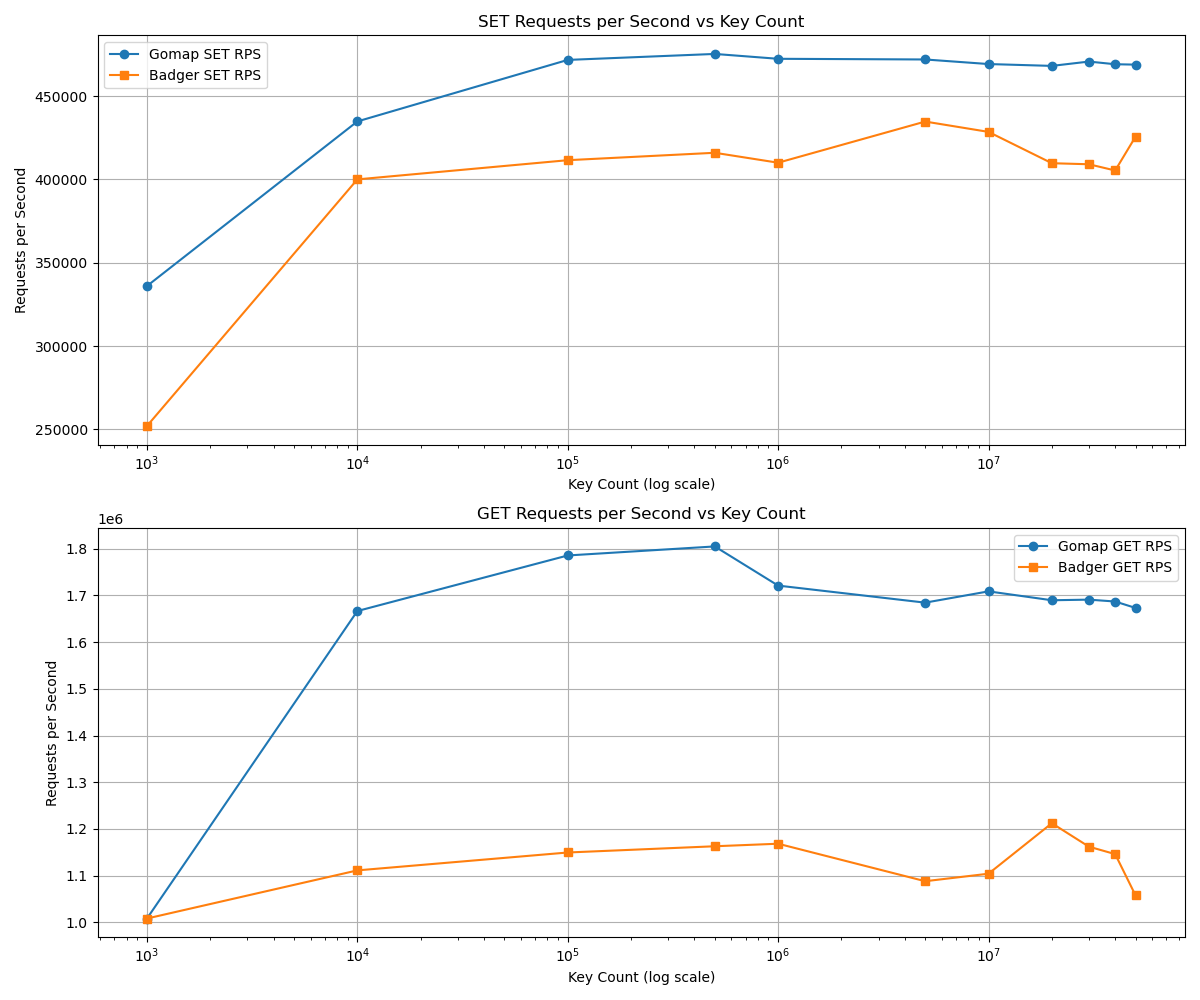 SET Requests per Second vs Key Count
Gomap SET RPS
Badger SET RPS
450000
400000
350000
300000
250000
Requests per Second
10³
10⁴
10⁵
10⁶
10⁷
Key Count (log scale)
GET Requests per Second vs Key Count
1e6
Gomap GET RPS
Badger GET RPS
1.8
1.7
1.6
1.5
1.4
1.3
1.2
1.1
1.0
Requests per Second
10³
10⁴
10⁵
10⁶
10⁷
Key Count (log scale)